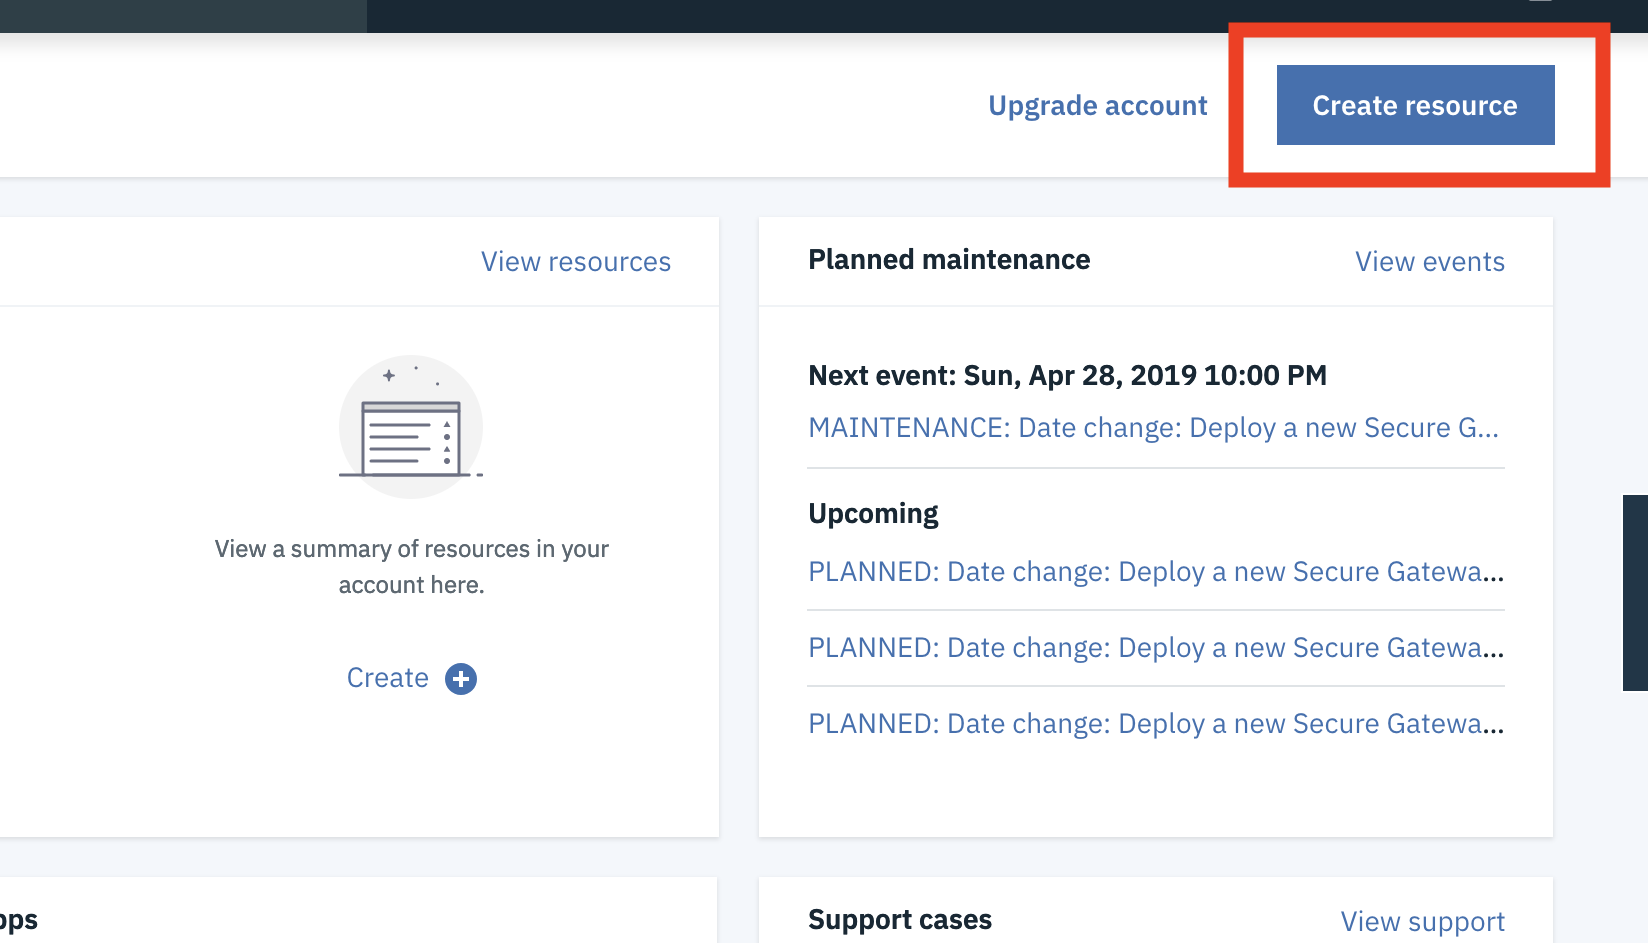 Upgrade account
Create resource
View resources
Planned maintenance
View events
View a summary of resources in your
account here.
Create
Next event: Sun, Apr 28, 2019 10:00 PM
MAINTENANCE: Date change: Deploy a new Secure G...
Upcoming
PLANNED: Date change: Deploy a new Secure Gatewa...
PLANNED: Date change: Deploy a new Secure Gatewa...
PLANNED: Date change: Deploy a new Secure Gatewa...
Support cases
View support